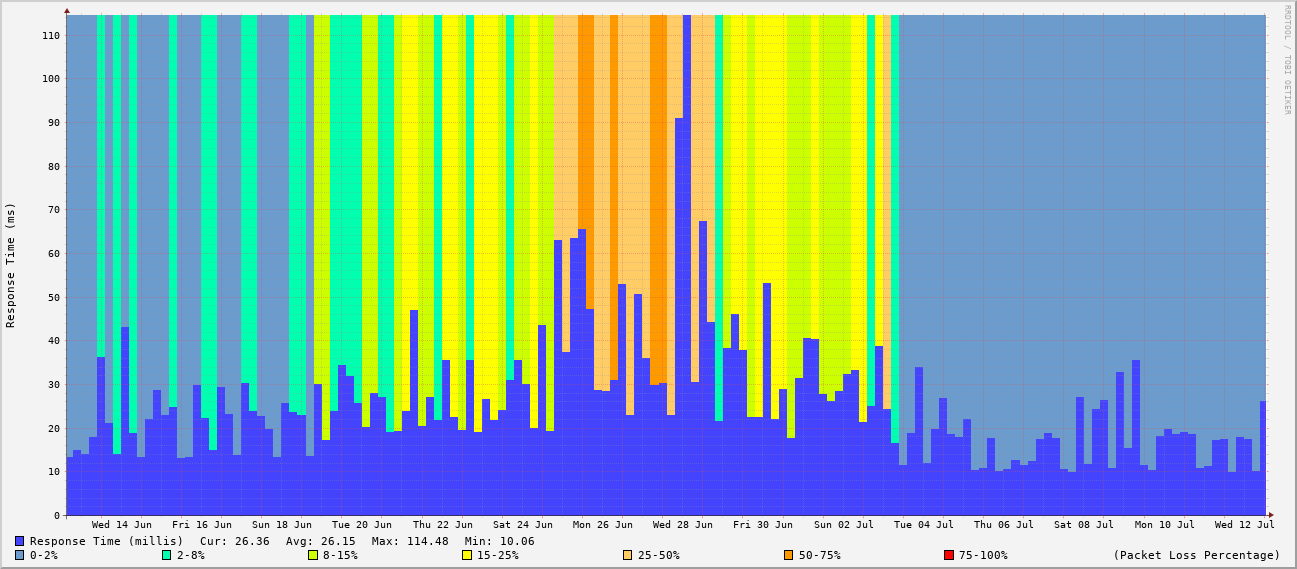 110
100
90
80
70
60
50
40
30
20
10
0
Response Time (ms)
RRDTOOL / TOBI OETIKER
Wed 14 Jun Fri 16 Jun Sun 18 Jun Tue 20 Jun Thu 22 Jun Sat 24 Jun Mon 26 Jun Wed 28 Jun Fri 30 Jun Sun 02 Jul Tue 04 Jul Thu 06 Jul Sat 08 Jul Mon 10 Jul Wed 12 Jul
Response Time (millis) Cur: 26.36 Avg: 26.15 Max: 114.48 Min: 10.06
0-2% 2-8% 8-15% 15-25% 25-50% 50-75% 75-100% (Packet Loss Percentage)